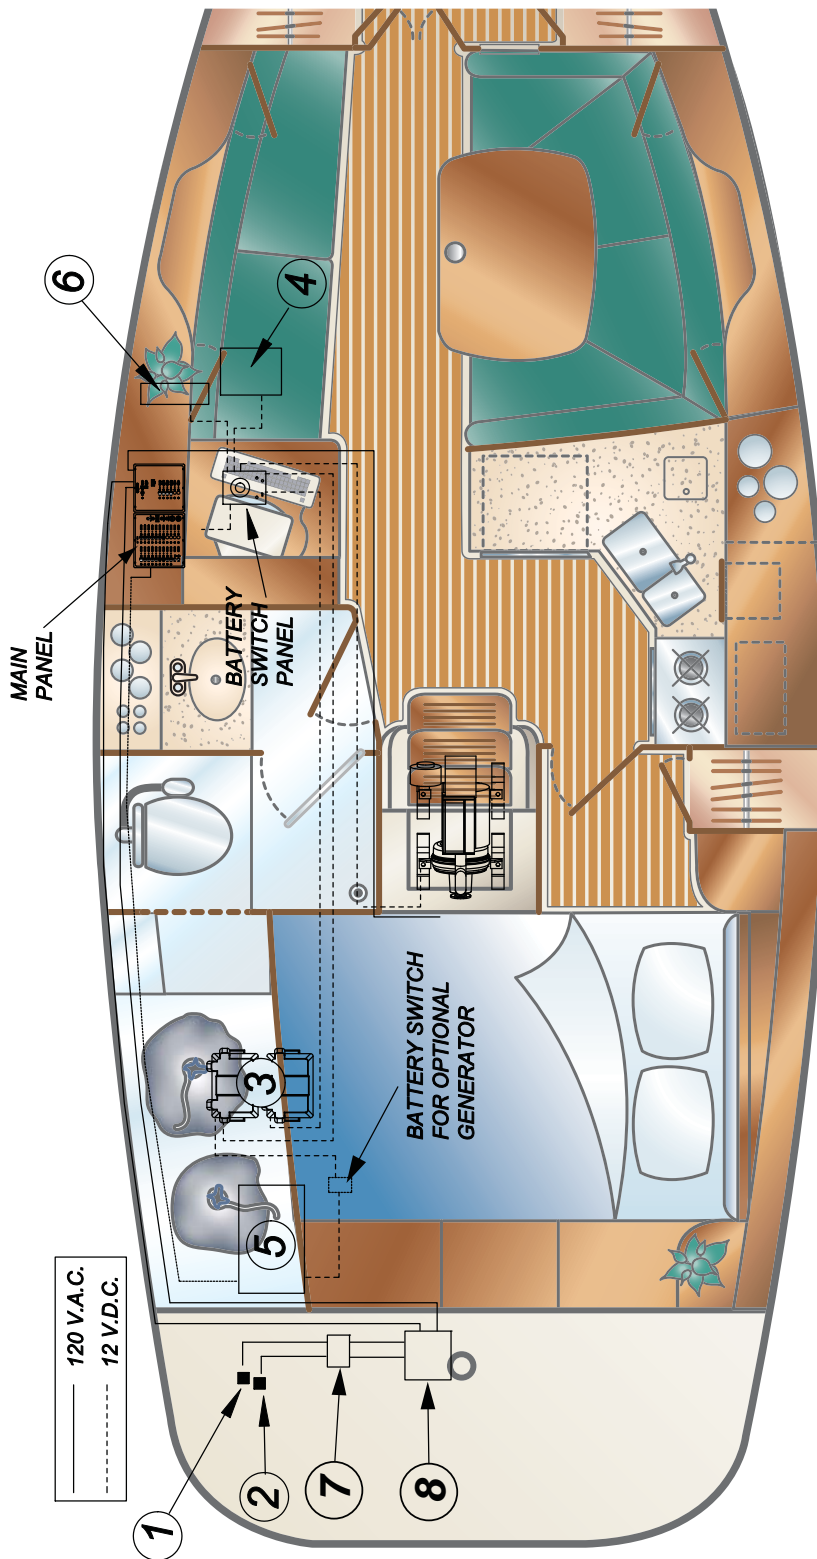 6
4
MAIN
PANEL
BATTERY
SWITCH
PANEL
3
BATTERY SWITCH
FOR OPTIONAL
GENERATOR
5
120 V.A.C.
12 V.D.C.
1
2
7
8